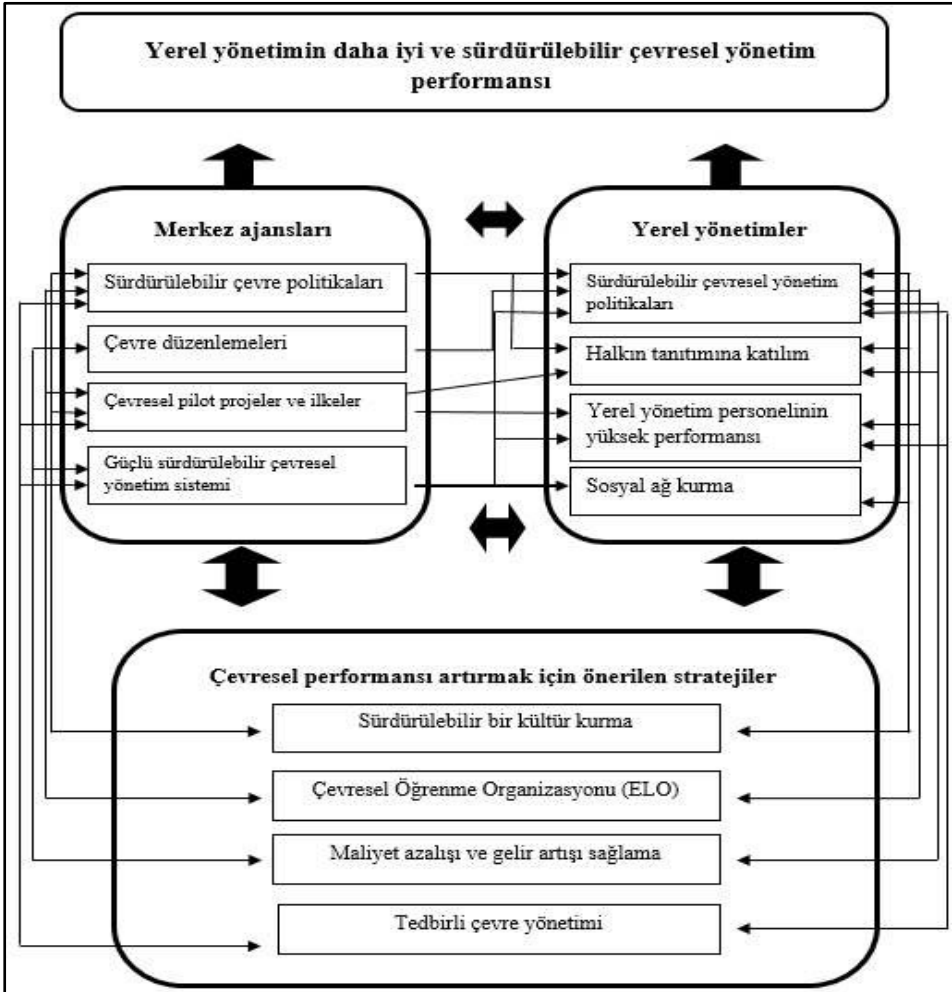 Yerel yönetimin daha iyi ve sürdürülebilir çevresel yönetim
performansı
Merkez ajansları
Sürdürülebilir çevre politikaları
Çevre düzenlemeleri
Çevresel pilot projeler ve ilkeler
Güçlü sürdürülebilir çevresel
yönetim sistemi
Yerel yönetimler
Sürdürülebilir çevresel yönetim
politikaları
Halkın tanıtımına katılım
Yerel yönetim personelinin
yüksek performansı
Sosyal ağ kurma
Çevresel performansı artırmak için önerilen stratejiler
Sürdürülebilir bir kültür kurma
Çevresel Öğrenme Organizasyonu (ELO)
Maliyet azalışı ve gelir artışı sağlama
Tedbirli çevre yönetimi